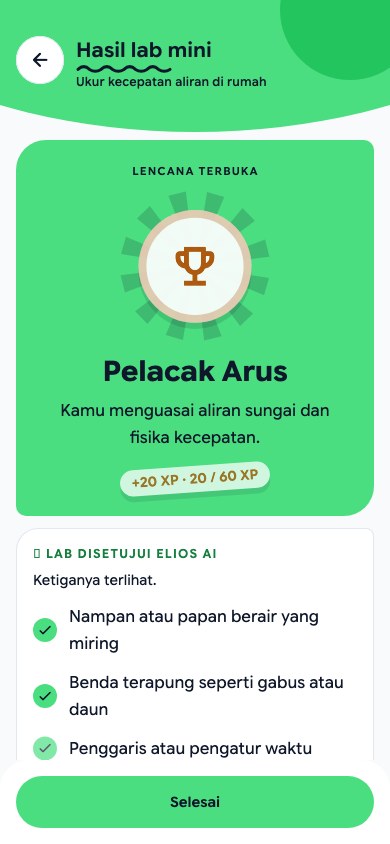 Hasil lab mini
Ukur kecepatan aliran di rumah
LENCANA TERBUKA
Pelacak Arus
Kamu menguasai aliran sungai dan
fisika kecepatan.
+20 XP · 20 / 60 XP
LAB DISETUJUI ELIOS AI
Ketiganya terlihat.
Nampan atau papan berair yang
miring
Benda terapung seperti gabus atau
daun
Penggaris atau pengatur waktu
Selesai